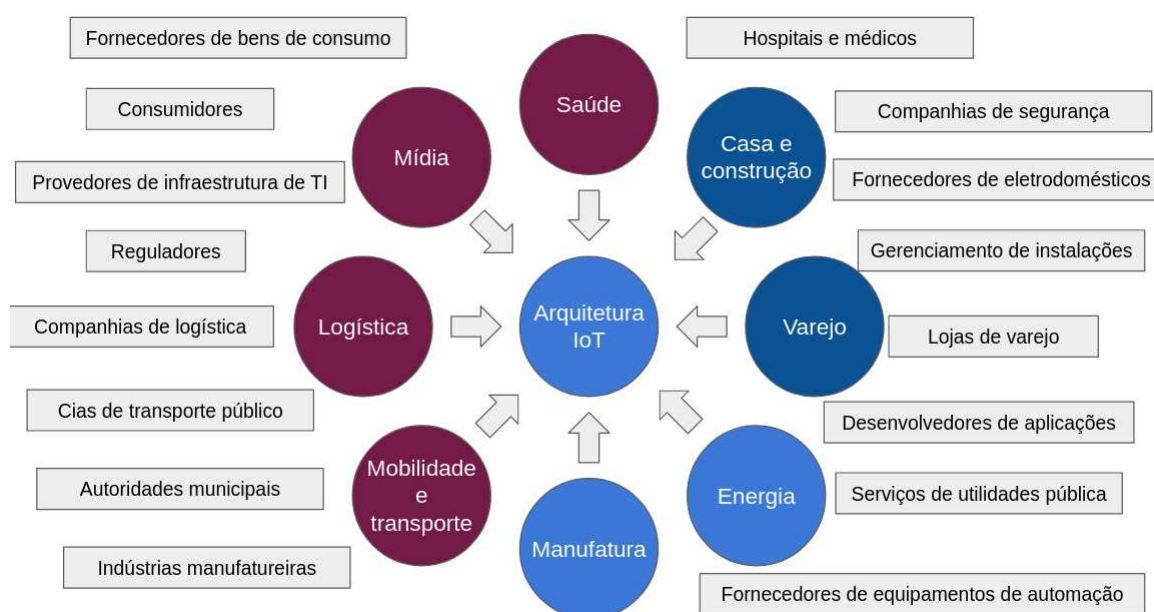 Fornecedores de bens de consumo
Hospitais e médicos
Saúde
Consumidores
Companhias de segurança
Mídia
Casa e
construção
Provedores de infraestrutura de TI
Fornecedores de eletrodomésticos
Reguladores
Gerenciamento de instalações
Companhias de logística
Logística
Arquitetura
IoT
Varejo
Lojas de varejo
Cias de transporte público
Desenvolvedores de aplicações
Autoridades municipais
Mobilidade
e
transporte
Energia
Serviços de utilidades pública
Manufatura
Indústrias manufatureiras
Fornecedores de equipamentos de automação